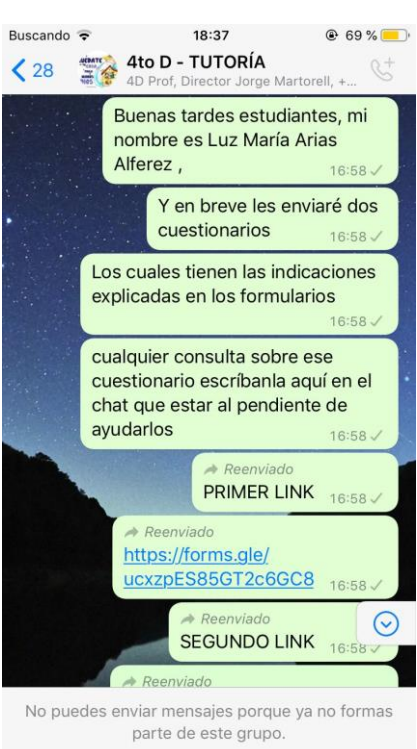 Buscando 18:37 69 %
28 4to D - TUTORÍA
4D Prof, Director Jorge Martorell, +...
Buenas tardes estudiantes, mi
nombre es Luz María Arias
Alferez ,
16:58
Y en breve les enviaré dos
cuestionarios
16:58
Los cuales tienen las indicaciones
explicadas en los formularios
16:58
cualquier consulta sobre ese
cuestionario escríbanla aquí en el
chat que estar al pendiente de
ayudarlos
16:58
Reenviado
PRIMER LINK 16:58
Reenviado
https://forms.gle/
ucxzpES85GT2c6GC8 16:58
Reenviado
SEGUNDO LINK 16:58
Reenviado
No puedes enviar mensajes porque ya no formas
parte de este grupo.